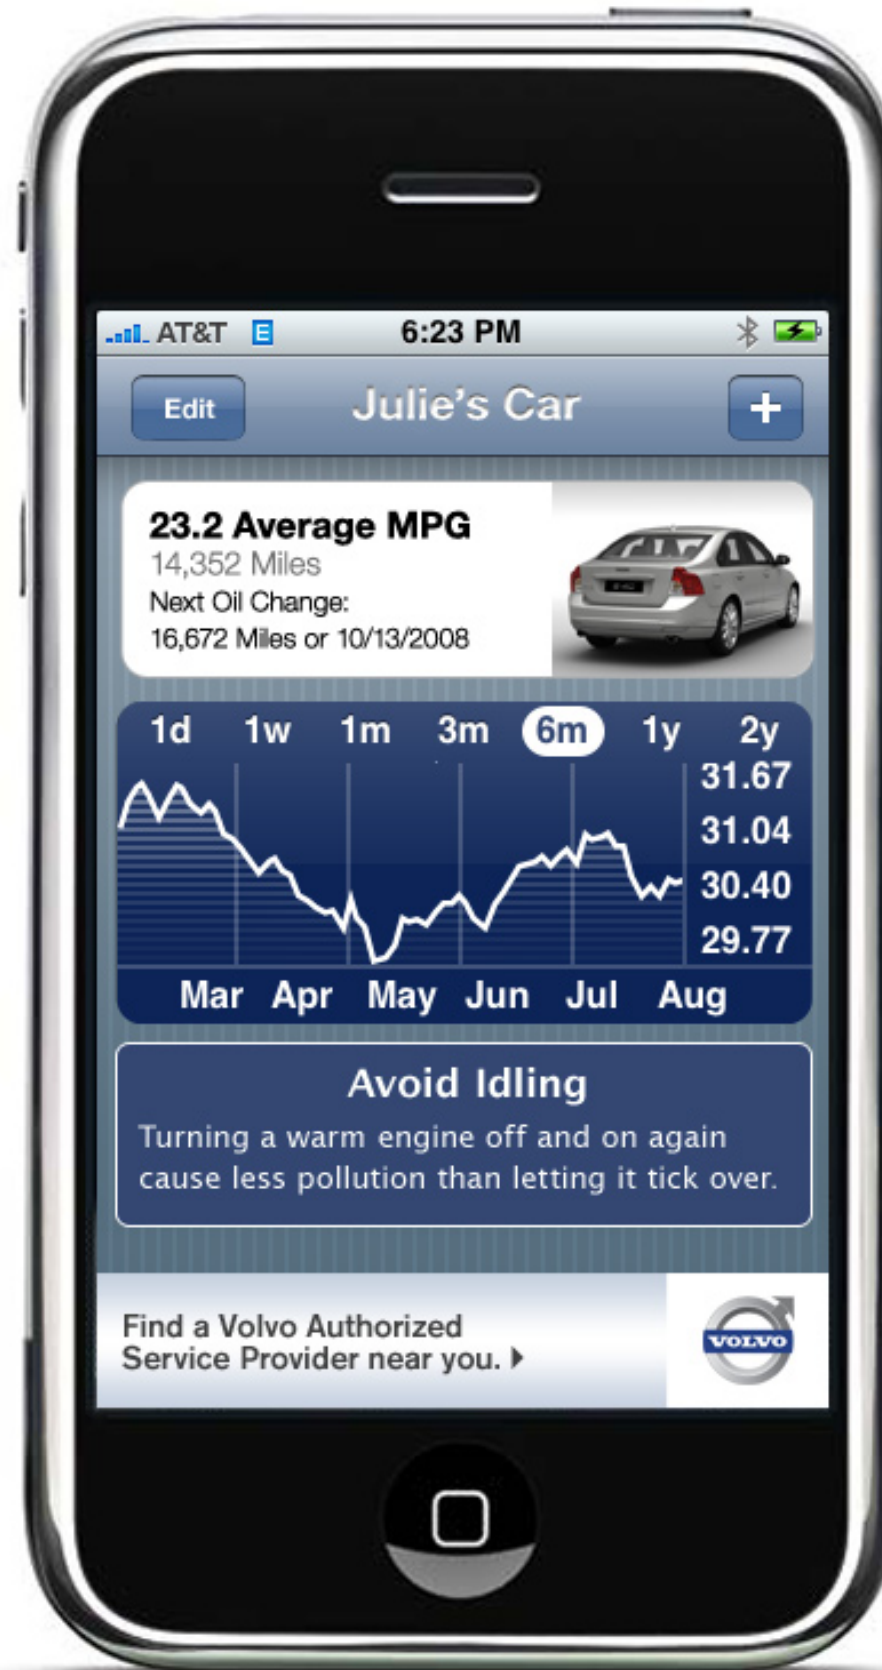 AT&T E 6:23 PM
Edit Julie's Car +
23.2 Average MPG
14,352 Miles
Next Oil Change:
16,672 Miles or 10/13/2008
1d 1w 1m 3m 6m 1y 2y
31.67
31.04
30.40
29.77
Mar Apr May Jun Jul Aug
Avoid Idling
Turning a warm engine off and on again
cause less pollution than letting it tick over.
Find a Volvo Authorized
Service Provider near you.
VOLVO